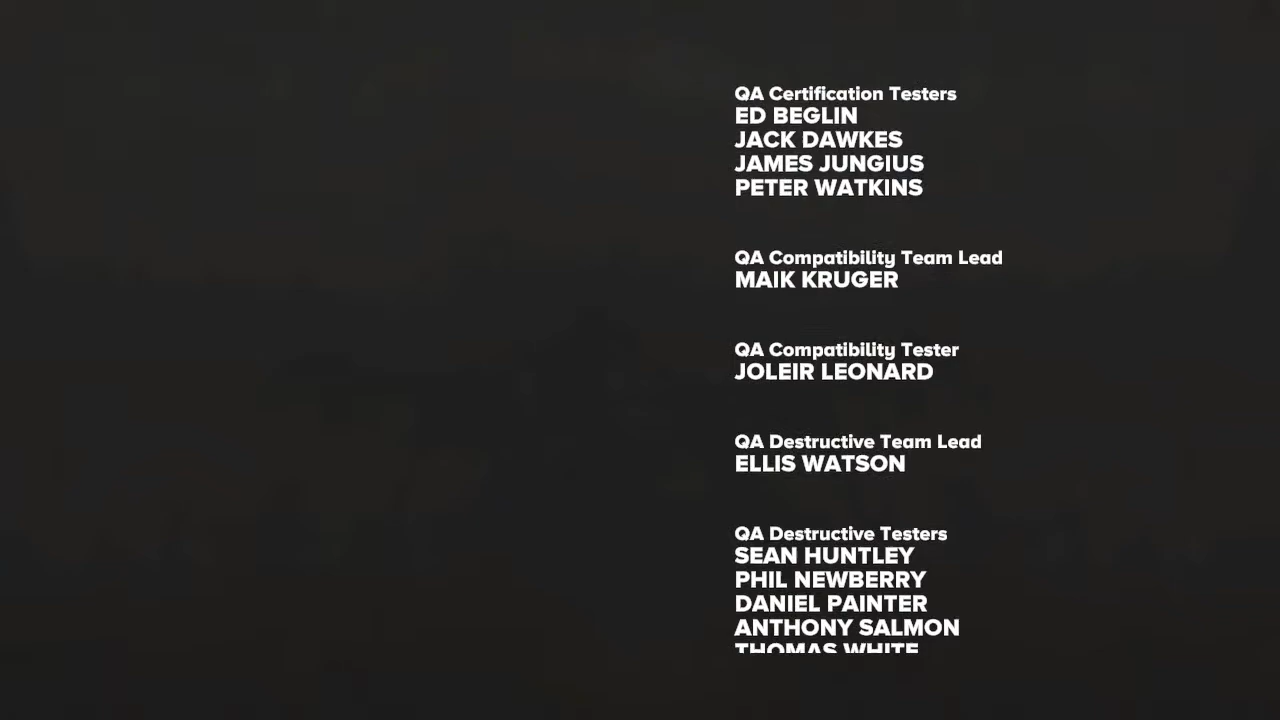 QA Certification Testers
ED BEGLIN
JACK DAWKES
JAMES JUNGIUS
PETER WATKINS
QA Compatibility Team Lead
MAIK KRUGER
QA Compatibility Tester
JOLEIR LEONARD
QA Destructive Team Lead
ELLIS WATSON
QA Destructive Testers
SEAN HUNTLEY
PHIL NEWBERRY
DANIEL PAINTER
ANTHONY SALMON
THOMAS WHITE